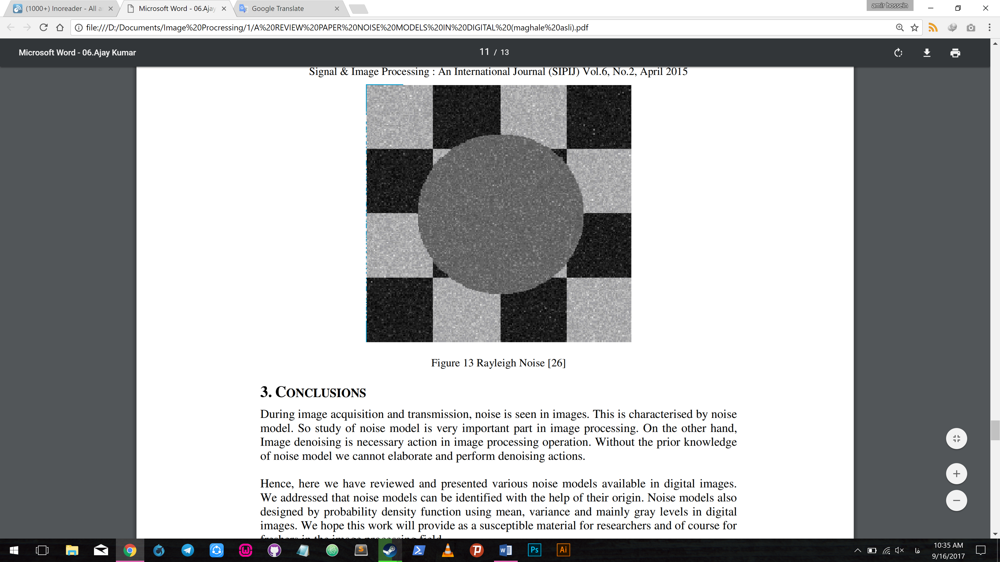 (1000+) Inoreader - All a
Microsoft Word - 06.Ajay
Google Translate
amir hossein
file:///D:/Documents/Image%20Procressing/1/A%20REVIEW%20PAPER%20NOISE%20MODELS%20IN%20DIGITAL%20(maghale%20asli).pdf
Microsoft Word - 06.Ajay Kumar
11 / 13
Signal & Image Processing : An International Journal (SIPIJ) Vol.6, No.2, April 2015
Figure 13 Rayleigh Noise [26]
3. CONCLUSIONS
During image acquisition and transmission, noise is seen in images. This is characterised by noise
model. So study of noise model is very important part in image processing. On the other hand,
Image denoising is necessary action in image processing operation. Without the prior knowledge
of noise model we cannot elaborate and perform denoising actions.
Hence, here we have reviewed and presented various noise models available in digital images.
We addressed that noise models can be identified with the help of their origin. Noise models also
designed by probability density function using mean, variance and mainly gray levels in digital
images. We hope this work will provide as a susceptible material for researchers and of course for
freshers in the image processing field.
Ps
Ai
فا
10:35 AM
9/16/2017